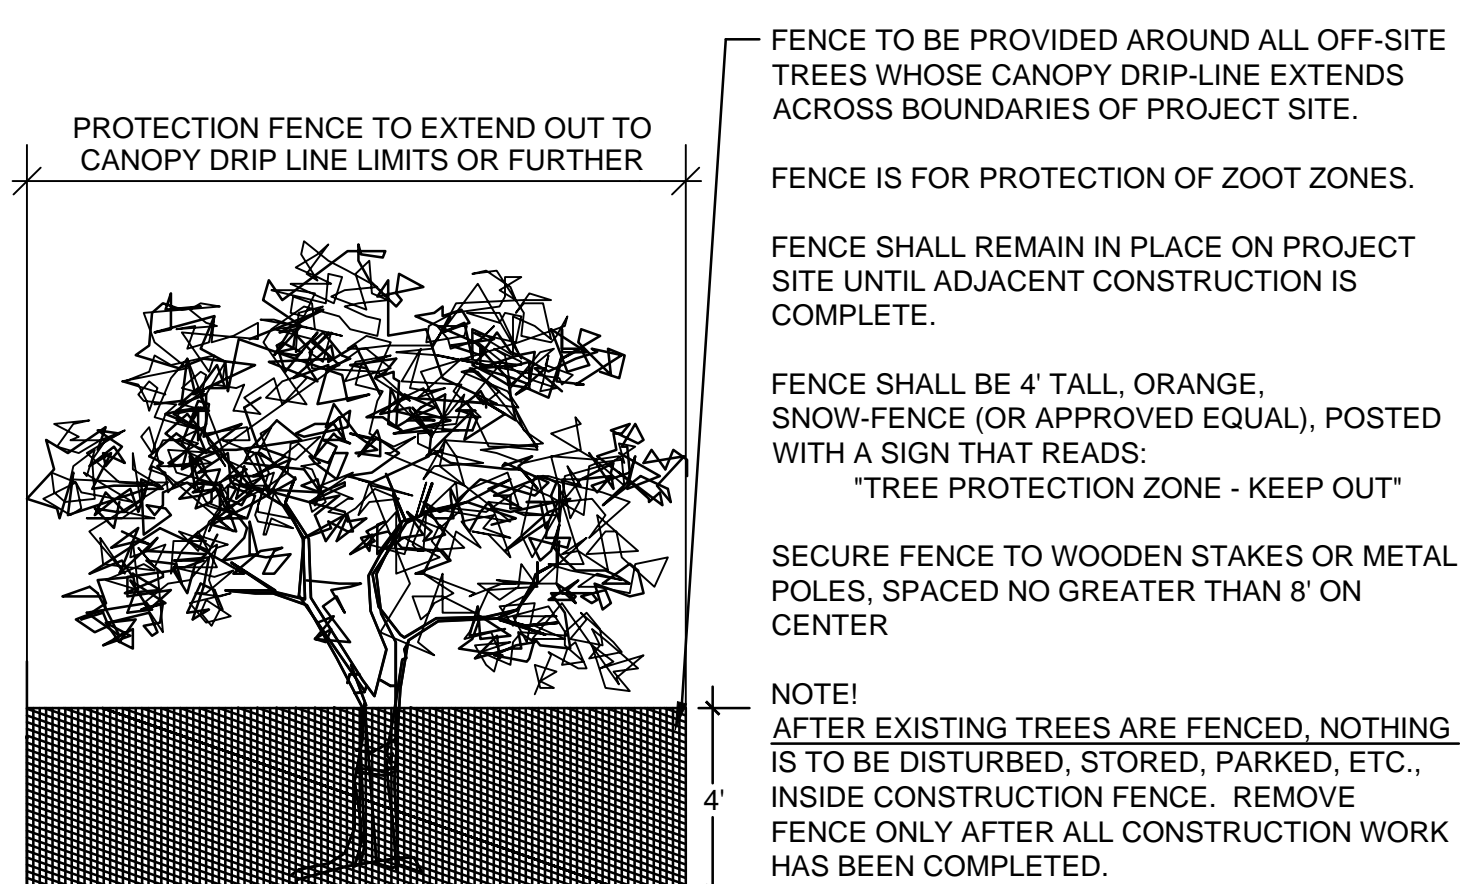 FENCE TO BE PROVIDED AROUND ALL OFF-SITE
TREES WHOSE CANOPY DRIP-LINE EXTENDS
ACROSS BOUNDARIES OF PROJECT SITE.
PROTECTION FENCE TO EXTEND OUT TO
CANOPY DRIP LINE LIMITS OR FURTHER
FENCE IS FOR PROTECTION OF ZOOT ZONES.
FENCE SHALL REMAIN IN PLACE ON PROJECT
SITE UNTIL ADJACENT CONSTRUCTION IS
COMPLETE.
FENCE SHALL BE 4' TALL, ORANGE,
SNOW-FENCE (OR APPROVED EQUAL), POSTED
WITH A SIGN THAT READS:
"TREE PROTECTION ZONE - KEEP OUT"
SECURE FENCE TO WOODEN STAKES OR METAL
POLES, SPACED NO GREATER THAN 8' ON
CENTER
NOTE!
AFTER EXISTING TREES ARE FENCED, NOTHING
IS TO BE DISTURBED, STORED, PARKED, ETC.,
INSIDE CONSTRUCTION FENCE.  REMOVE
FENCE ONLY AFTER ALL CONSTRUCTION WORK
HAS BEEN COMPLETED.
4'